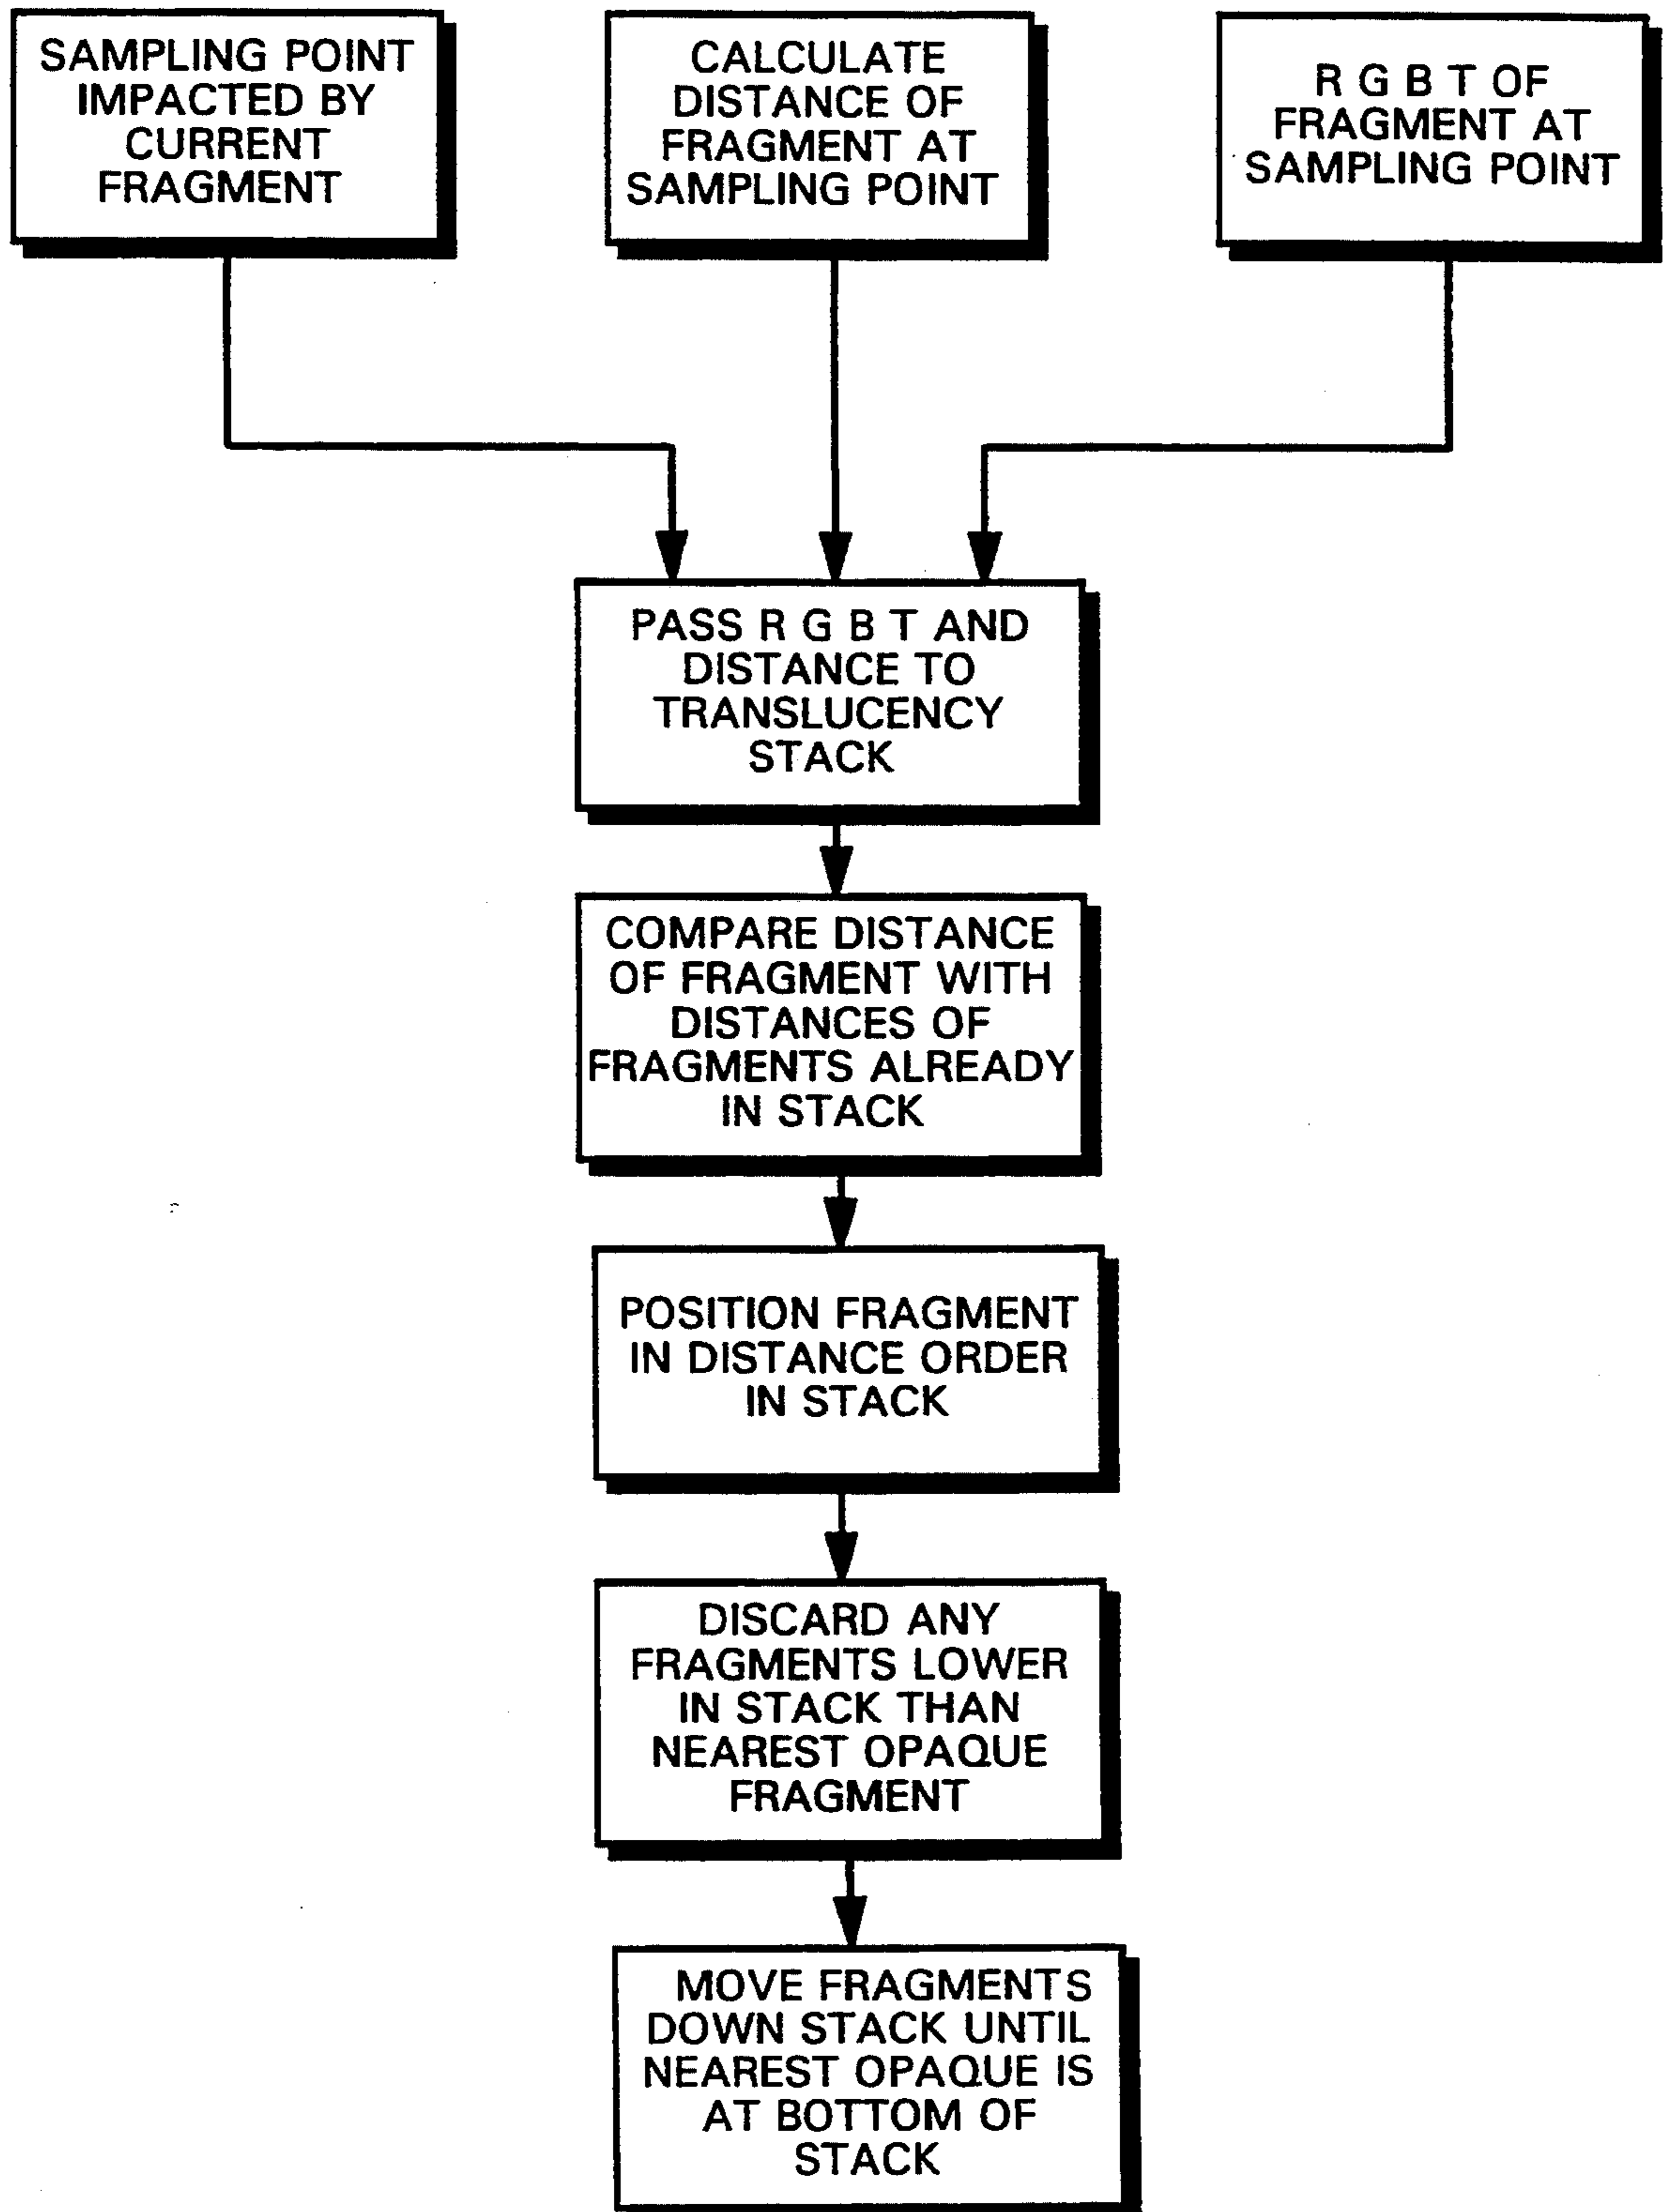 SAMPLING POINT
IMPACTED BY
CURRENT
FRAGMENT
CALCULATE
DISTANCE OF
FRAGMENT AT
SAMPLING POINT
R G B T OF
FRAGMENT AT
SAMPLING POINT
PASS R G B T AND
DISTANCE TO
TRANSLUCENCY
STACK
COMPARE DISTANCE
OF FRAGMENT WITH
DISTANCES OF
FRAGMENTS ALREADY
IN STACK
POSITION FRAGMENT
IN DISTANCE ORDER
IN STACK
DISCARD ANY
FRAGMENTS LOWER
IN STACK THAN
NEAREST OPAQUE
FRAGMENT
MOVE FRAGMENTS
DOWN STACK UNTIL
NEAREST OPAQUE IS
AT BOTTOM OF
STACK